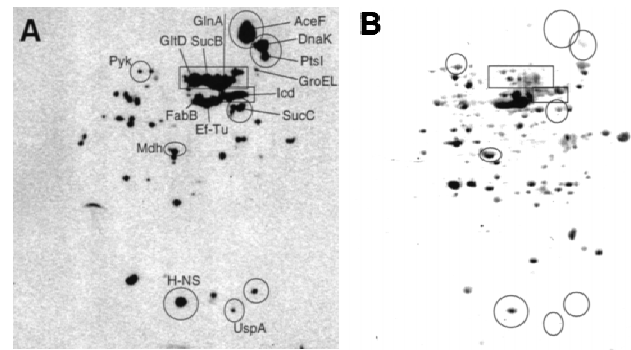 A
B
GlnA
AceF
GltD SucB
DnaK
Pyk
PtsI
GroEL
Icd
FabB
SucC
Ef-Tu
Mdh
H-NS
UspA